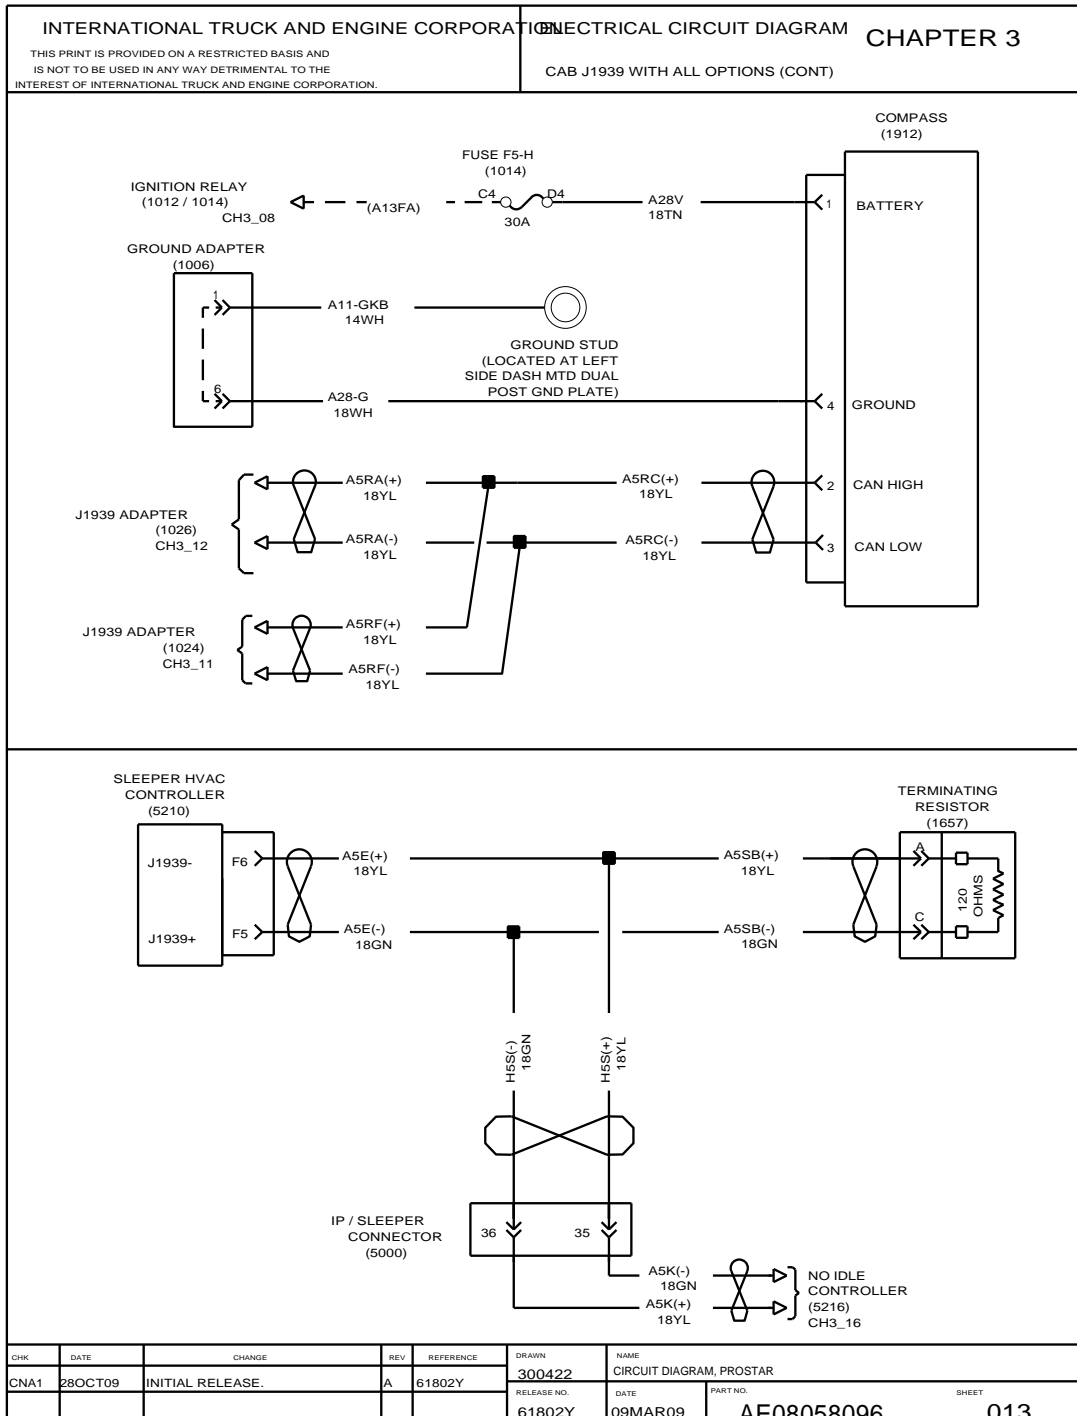 INTERNATIONAL TRUCK AND ENGINE CORPORATION
THIS PRINT IS PROVIDED ON A RESTRICTED BASIS AND
IS NOT TO BE USED IN ANY WAY DETRIMENTAL TO THE
INTEREST OF INTERNATIONAL TRUCK AND ENGINE CORPORATION.
ELECTRICAL CIRCUIT DIAGRAM
CHAPTER 3
CAB J1939 WITH ALL OPTIONS (CONT)
COMPASS
(1912)
FUSE F5-H
(1014)
IGNITION RELAY
(1012 / 1014)
CH3_08
(A13FA)
C4
D4
30A
A28V
18TN
1
BATTERY
GROUND ADAPTER
(1006)
1
A11-GKB
14WH
GROUND STUD
(LOCATED AT LEFT
SIDE DASH MTD DUAL
POST GND PLATE)
6
A28-G
18WH
4
GROUND
J1939 ADAPTER
(1026)
CH3_12
A5RA(+)
18YL
A5RC(+)
18YL
2
CAN HIGH
A5RA(-)
18YL
A5RC(-)
18YL
3
CAN LOW
J1939 ADAPTER
(1024)
CH3_11
A5RF(+)
18YL
A5RF(-)
18YL
SLEEPER HVAC
CONTROLLER
(5210)
TERMINATING
RESISTOR
(1657)
J1939-
F6
A5E(+)
18YL
A5SB(+)
18YL
A
120
OHMS
J1939+
F5
A5E(-)
18GN
A5SB(-)
18GN
C
H5S(-)
18GN
H5S(+)
18YL
IP / SLEEPER
CONNECTOR
(5000)
36
35
A5K(-)
18GN
A5K(+)
18YL
NO IDLE
CONTROLLER
(5216)
CH3_16
CHK DATE CHANGE REV REFERENCE
CNA1 28OCT09 INITIAL RELEASE. A 61802Y
DRAWN
300422
NAME
CIRCUIT DIAGRAM, PROSTAR
RELEASE NO.
61802Y
DATE
09MAR09
PART NO.
AE08058096
SHEET
013